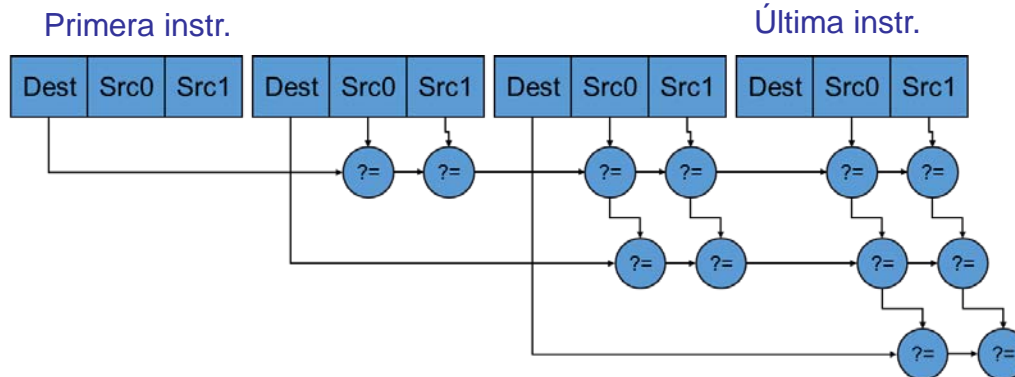 Primera instr.
Última instr.
Dest Src0 Src1 Dest Src0 Src1 Dest Src0 Src1 Dest Src0 Src1
?= ?= ?= ?= ?= ?=
?= ?= ?= ?=
?= ?=